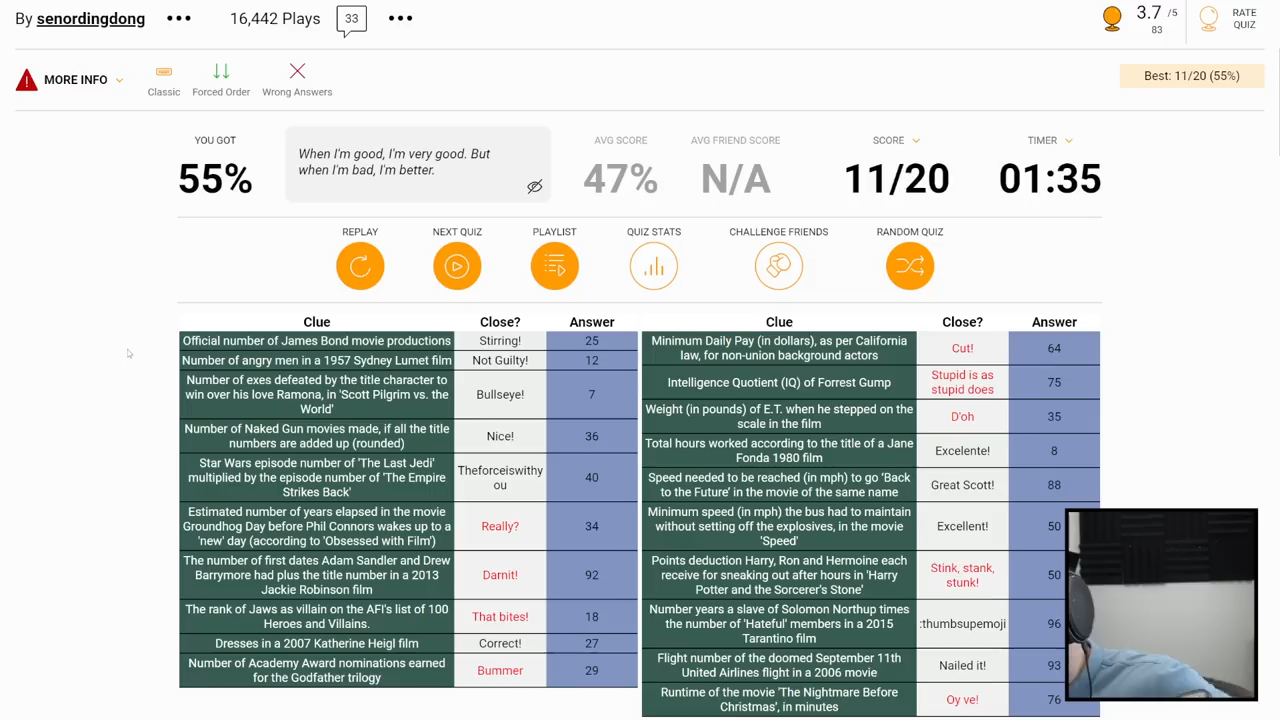 By senordingdong ••• 16,442 Plays 33 •••
3.7 /5
83
RATE
QUIZ
MORE INFO
Classic
Forced Order
Wrong Answers
Best: 11/20 (55%)
YOU GOT
55%
When I'm good, I'm very good. But
when I'm bad, I'm better.
AVG SCORE
47%
AVG FRIEND SCORE
N/A
SCORE
11/20
TIMER
01:35
REPLAY
NEXT QUIZ
PLAYLIST
QUIZ STATS
CHALLENGE FRIENDS
RANDOM QUIZ
Clue Close? Answer
Official number of James Bond movie productions Stirring! 25
Number of angry men in a 1957 Sydney Lumet film Not Guilty! 12
Number of exes defeated by the title character to
win over his love Ramona, in 'Scott Pilgrim vs. the
World'
Bullseye!
7
Number of Naked Gun movies made, if all the title
numbers are added up (rounded)
Nice!
36
Star Wars episode number of 'The Last Jedi'
multiplied by the episode number of 'The Empire
Strikes Back'
Theforceiswithy
ou
40
Estimated number of years elapsed in the movie
Groundhog Day before Phil Connors wakes up to a
'new' day (according to 'Obsessed with Film')
Really?
34
The number of first dates Adam Sandler and Drew
Barrymore had plus the title number in a 2013
Jackie Robinson film
Darnit!
92
The rank of Jaws as villain on the AFI's list of 100
Heroes and Villains.
That bites!
18
Dresses in a 2007 Katherine Heigl film Correct! 27
Number of Academy Award nominations earned
for the Godfather trilogy
Bummer
29
Clue Close? Answer
Minimum Daily Pay (in dollars), as per California
law, for non-union background actors
Cut!
64
Intelligence Quotient (IQ) of Forrest Gump
Stupid is as
stupid does
75
Weight (in pounds) of E.T. when he stepped on the
scale in the film
D'oh
35
Total hours worked according to the title of a Jane
Fonda 1980 film
Excelente!
8
Speed needed to be reached (in mph) to go 'Back
to the Future' in the movie of the same name
Great Scott!
88
Minimum speed (in mph) the bus had to maintain
without setting off the explosives, in the movie
'Speed'
Excellent!
50
Points deduction Harry, Ron and Hermoine each
receive for sneaking out after hours in 'Harry
Potter and the Sorcerer's Stone'
Stink, stank,
stunk!
50
Number years a slave of Solomon Northup times
the number of 'Hateful' members in a 2015
Tarantino film
:thumbsupemoji
96
Flight number of the doomed September 11th
United Airlines flight in a 2006 movie
Nailed it!
93
Runtime of the movie 'The Nightmare Before
Christmas', in minutes
Oy ve!
76